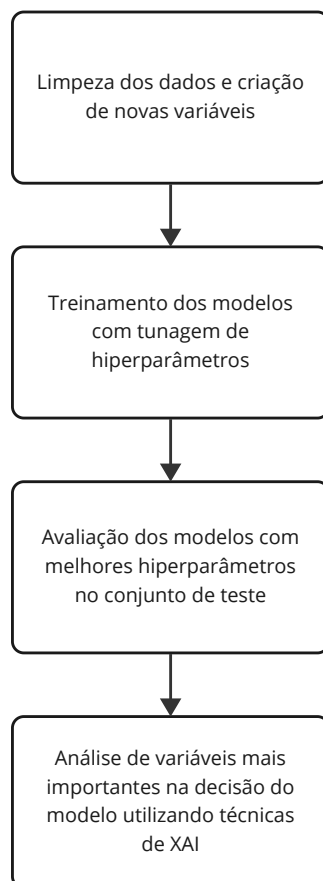 Limpeza dos dados e criação
de novas variáveis
Treinamento dos modelos
com tunagem de
hiperparâmetros
Avaliação dos modelos com
melhores hiperparâmetros
no conjunto de teste
Análise de variáveis mais
importantes na decisão do
modelo utilizando técnicas
de XAI